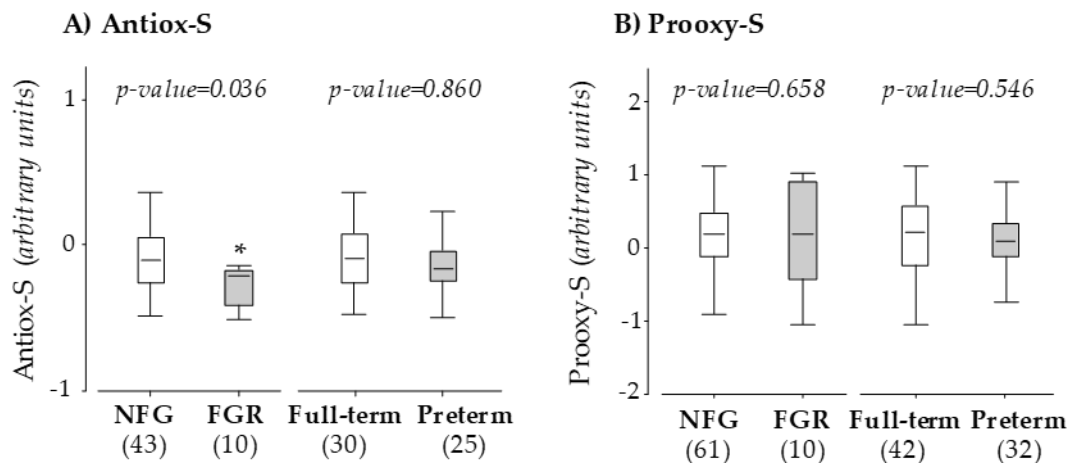 A) Antiox-S
p-value=0.036 p-value=0.860
Antiox-S (arbitrary units)
1
0
-1
*
NFG FGR Full-term Preterm
(43) (10) (30) (25)
B) Prooxy-S
p-value=0.658 p-value=0.546
Prooxy-S (arbitrary units)
2
1
0
-1
-2
NFG FGR Full-term Preterm
(61) (10) (42) (32)